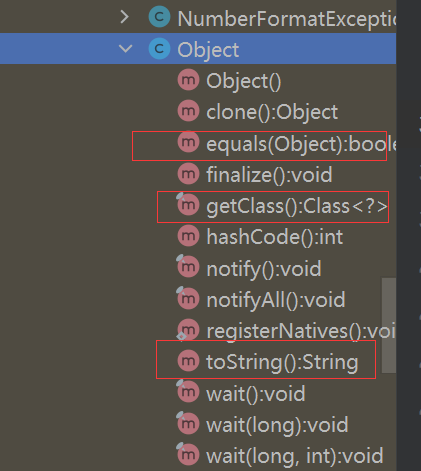 NumberFormatExceptio
Object
Object()
clone():Object
equals(Object):boole
finalize():void
getClass():Class<?>
hashCode():int
notify():void
notifyAll():void
registerNatives():voi
toString():String
wait():void
wait(long):void
wait(long, int):void